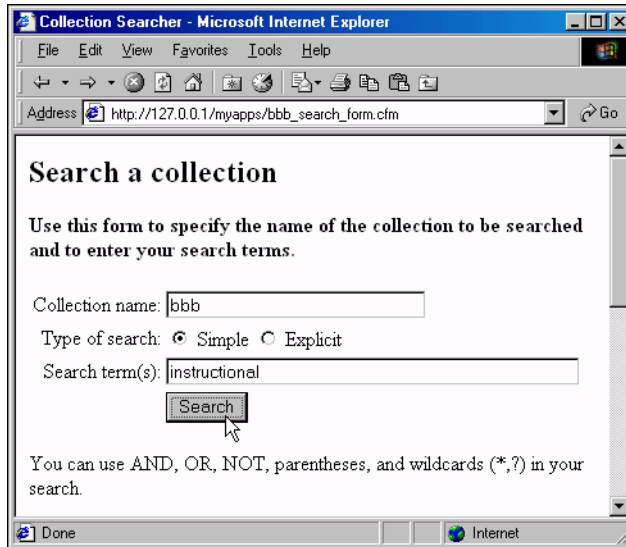 Collection Searcher - Microsoft Internet Explorer
File Edit View Favorites Tools Help
Address http://127.0.0.1/myapps/bbb_search_form.cfm Go
Search a collection
Use this form to specify the name of the collection to be searched
and to enter your search terms.
Collection name: bbb
Type of search: Simple Explicit
Search term(s): instructional
Search
You can use AND, OR, NOT, parentheses, and wildcards (*,?) in your
search.
Done Internet